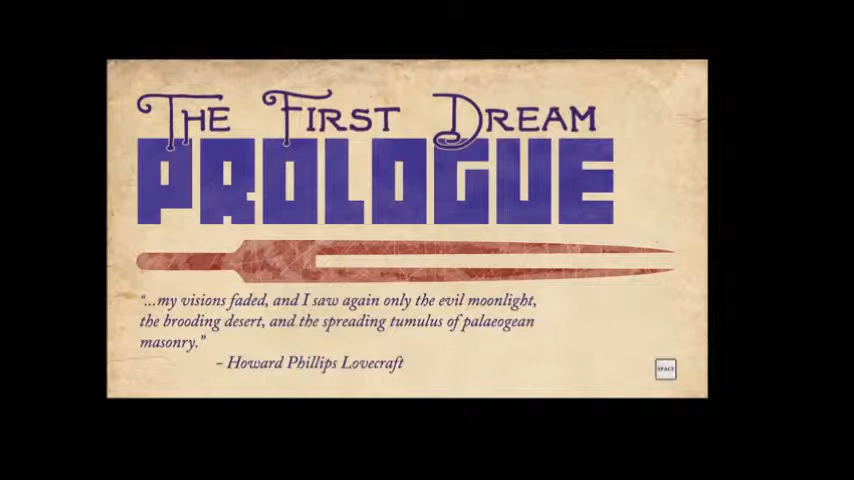 The First Dream
PROLOGUE
"...my visions faded, and I saw again only the evil moonlight,
the brooding desert, and the spreading tumulus of palaeogean
masonry."
- Howard Phillips Lovecraft
SPACE